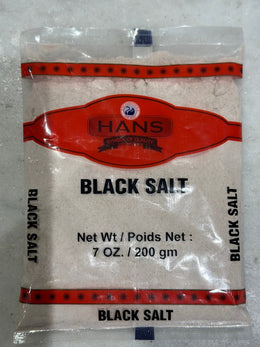 HANS
BLACK SALT
Net Wt / Poids Net :
7 OZ. / 200 gm
BLACK SALT
BLACK SALT
BLACK SALT